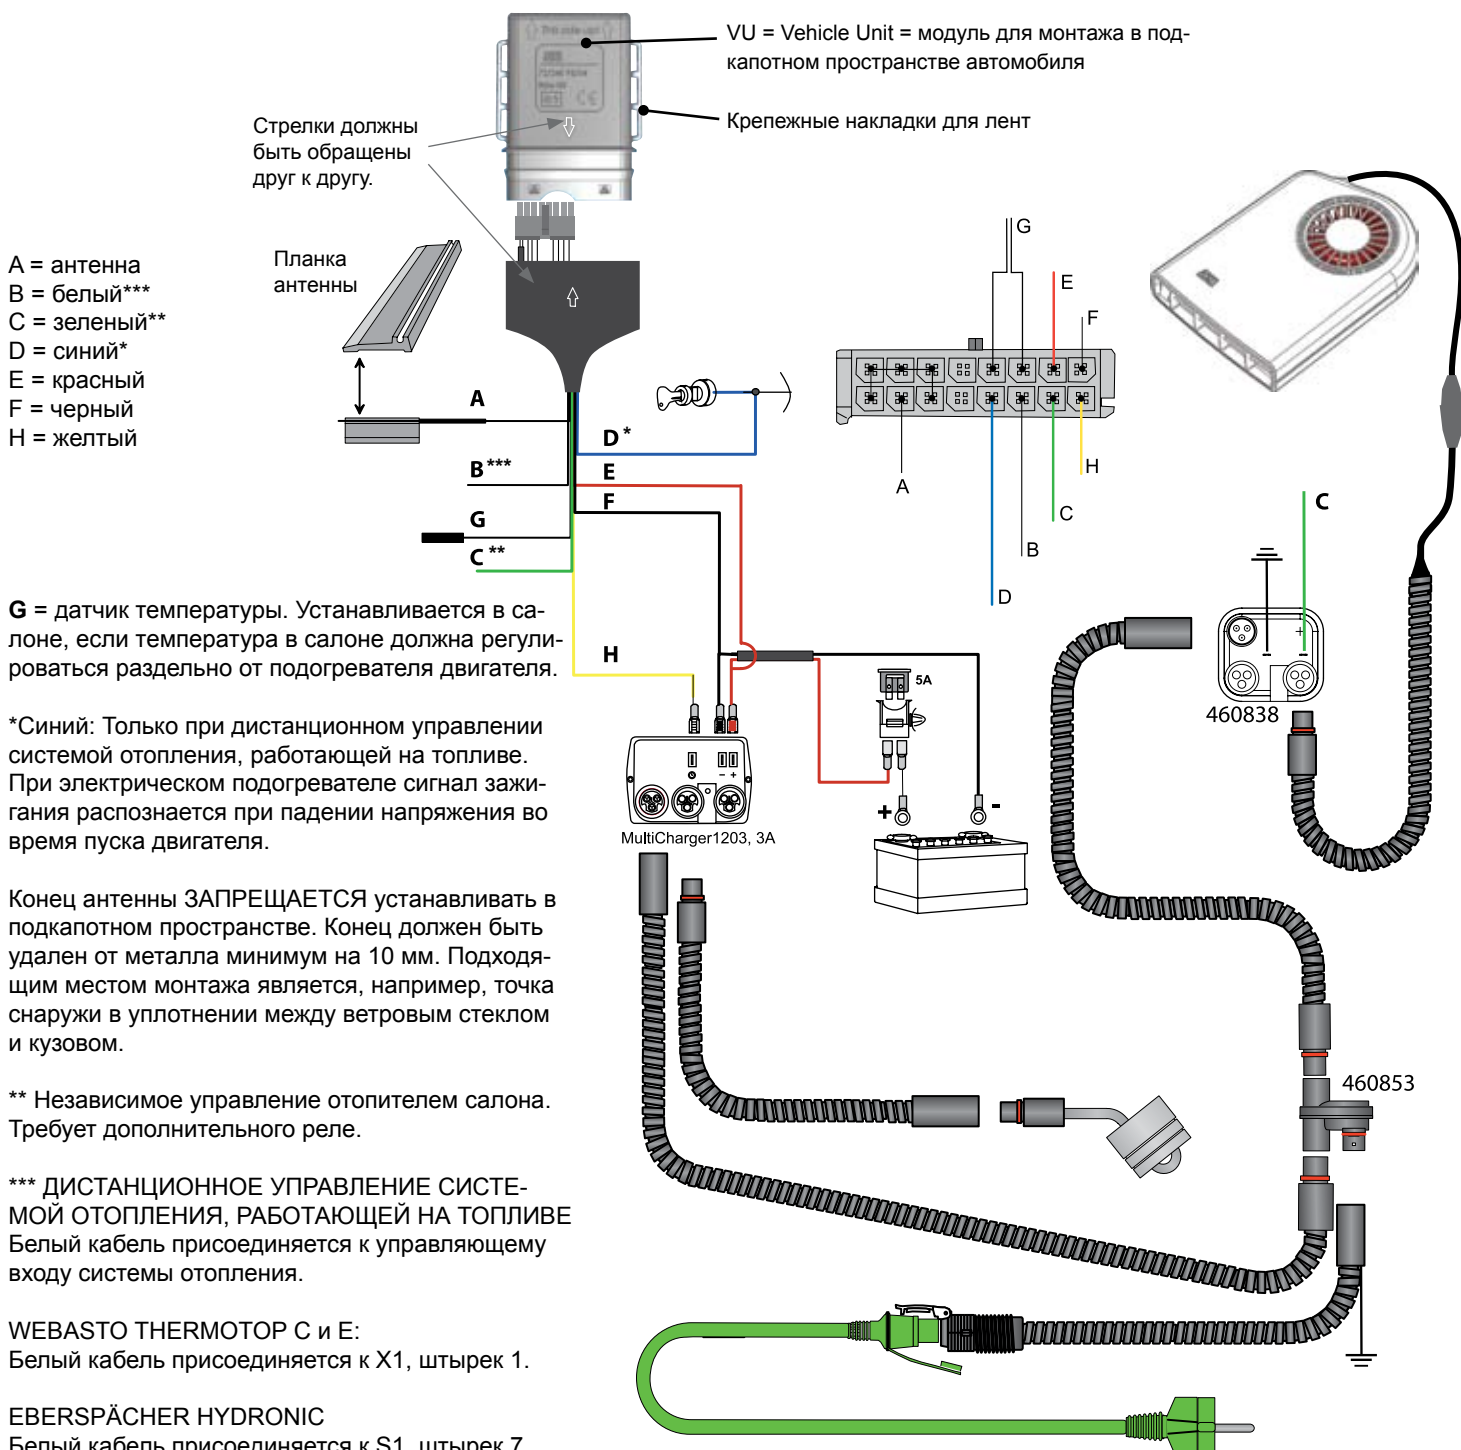 VU = Vehicle Unit = модуль для монтажа в под-
капотном пространстве автомобиля
Крепежные накладки для лент
Стрелки должны
быть обращены
друг к другу.
Планка
антенны
A = антенна
B = белый***
C = зеленый**
D = синий*
E = красный
F = черный
H = желтый
A
B***
G
C **
D *
E
F
H
G
E
F
A
H
C
B
D
C
+
460838
5A
+
-
- +
MultiCharger1203, 3A
460853
G = датчик температуры. Устанавливается в са-
лоне, если температура в салоне должна регули-
роваться раздельно от подогревателя двигателя.
*Синий: Только при дистанционном управлении
системой отопления, работающей на топливе.
При электрическом подогревателе сигнал зажи-
гания распознается при падении напряжения во
время пуска двигателя.
Конец антенны ЗАПРЕЩАЕТСЯ устанавливать в
подкапотном пространстве. Конец должен быть
удален от металла минимум на 10 мм. Подходя-
щим местом монтажа является, например, точка
снаружи в уплотнении между ветровым стеклом
и кузовом.
** Независимое управление отопителем салона.
Требует дополнительного реле.
*** ДИСТАНЦИОННОЕ УПРАВЛЕНИЕ СИСТЕ-
МОЙ ОТОПЛЕНИЯ, РАБОТАЮЩЕЙ НА ТОПЛИВЕ
Белый кабель присоединяется к управляющему
входу системы отопления.
WEBASTO THERMOTOP C и E:
Белый кабель присоединяется к X1, штырек 1.
EBERSPÄCHER HYDRONIC
Белый кабель присоединяется к S1, штырек 7